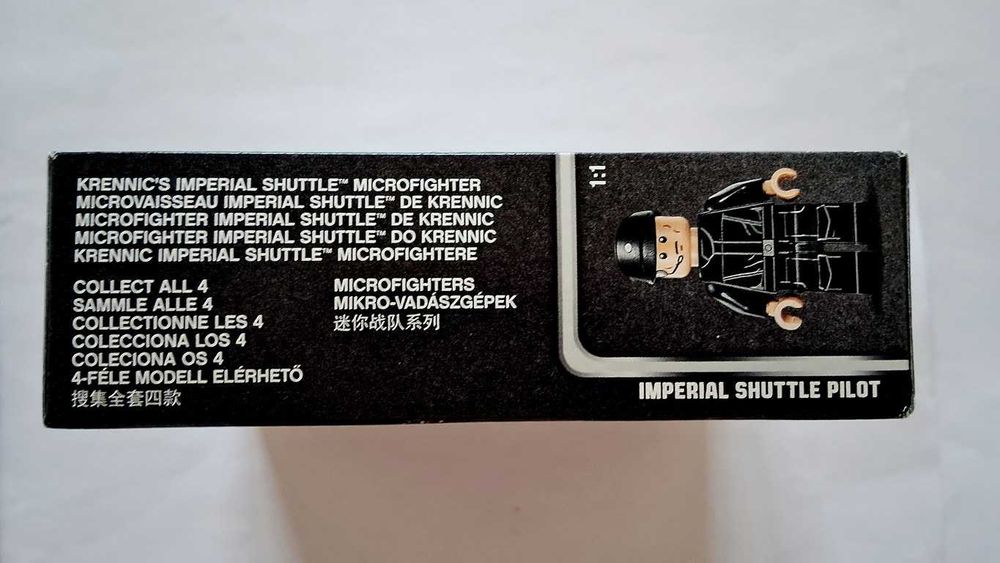 KRENNIC'S IMPERIAL SHUTTLE™ MICROFIGHTER
MICROVAISSEAU IMPERIAL SHUTTLE™ DE KRENNIC
MICROFIGHTER IMPERIAL SHUTTLE™ DE KRENNIC
MICROFIGHTER IMPERIAL SHUTTLE™ DO KRENNIC
KRENNIC IMPERIAL SHUTTLE™ MICROFIGHTERE
COLLECT ALL 4
SAMMLE ALLE 4
COLLECTIONNE LES 4
COLECCIONA LOS 4
COLECIONA OS 4
4-FÉLE MODELL ELÉRHETŐ
搜集全套四款
MICROFIGHTERS
MIKRO-VADÁSZGÉPEK
迷你战队系列
1:1
IMPERIAL SHUTTLE PILOT